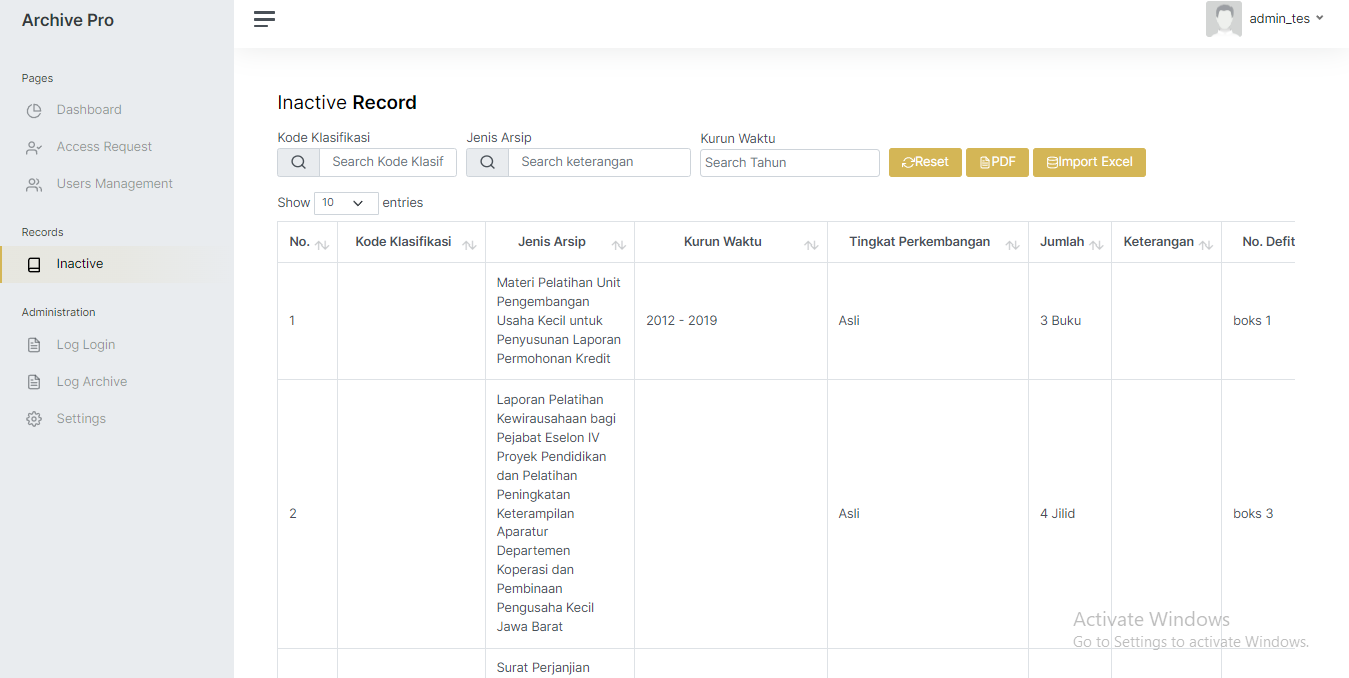 Archive Pro
admin_tes
Pages
Dashboard
Access Request
Users Management
Records
Inactive
Administration
Log Login
Log Archive
Settings
Inactive Record
Kode Klasifikasi
Jenis Arsip
Kurun Waktu
Search Kode Klasif
Search keterangan
Search Tahun
Reset
PDF
Import Excel
Show 10 entries
No. Kode Klasifikasi Jenis Arsip Kurun Waktu Tingkat Perkembangan Jumlah Keterangan No. Defit
1
Materi Pelatihan Unit
Pengembangan
Usaha Kecil untuk
Penyusunan Laporan
Permohonan Kredit
2012 - 2019
Asli
3 Buku
boks 1
2
Laporan Pelatihan
Kewirausahaan bagi
Pejabat Eselon IV
Proyek Pendidikan
dan Pelatihan
Peningkatan
Keterampilan
Aparatur
Departemen
Koperasi dan
Pembinaan
Pengusaha Kecil
Jawa Barat
Asli
4 Jilid
boks 3
Surat Perjanjian
Activate Windows
Go to Settings to activate Windows.